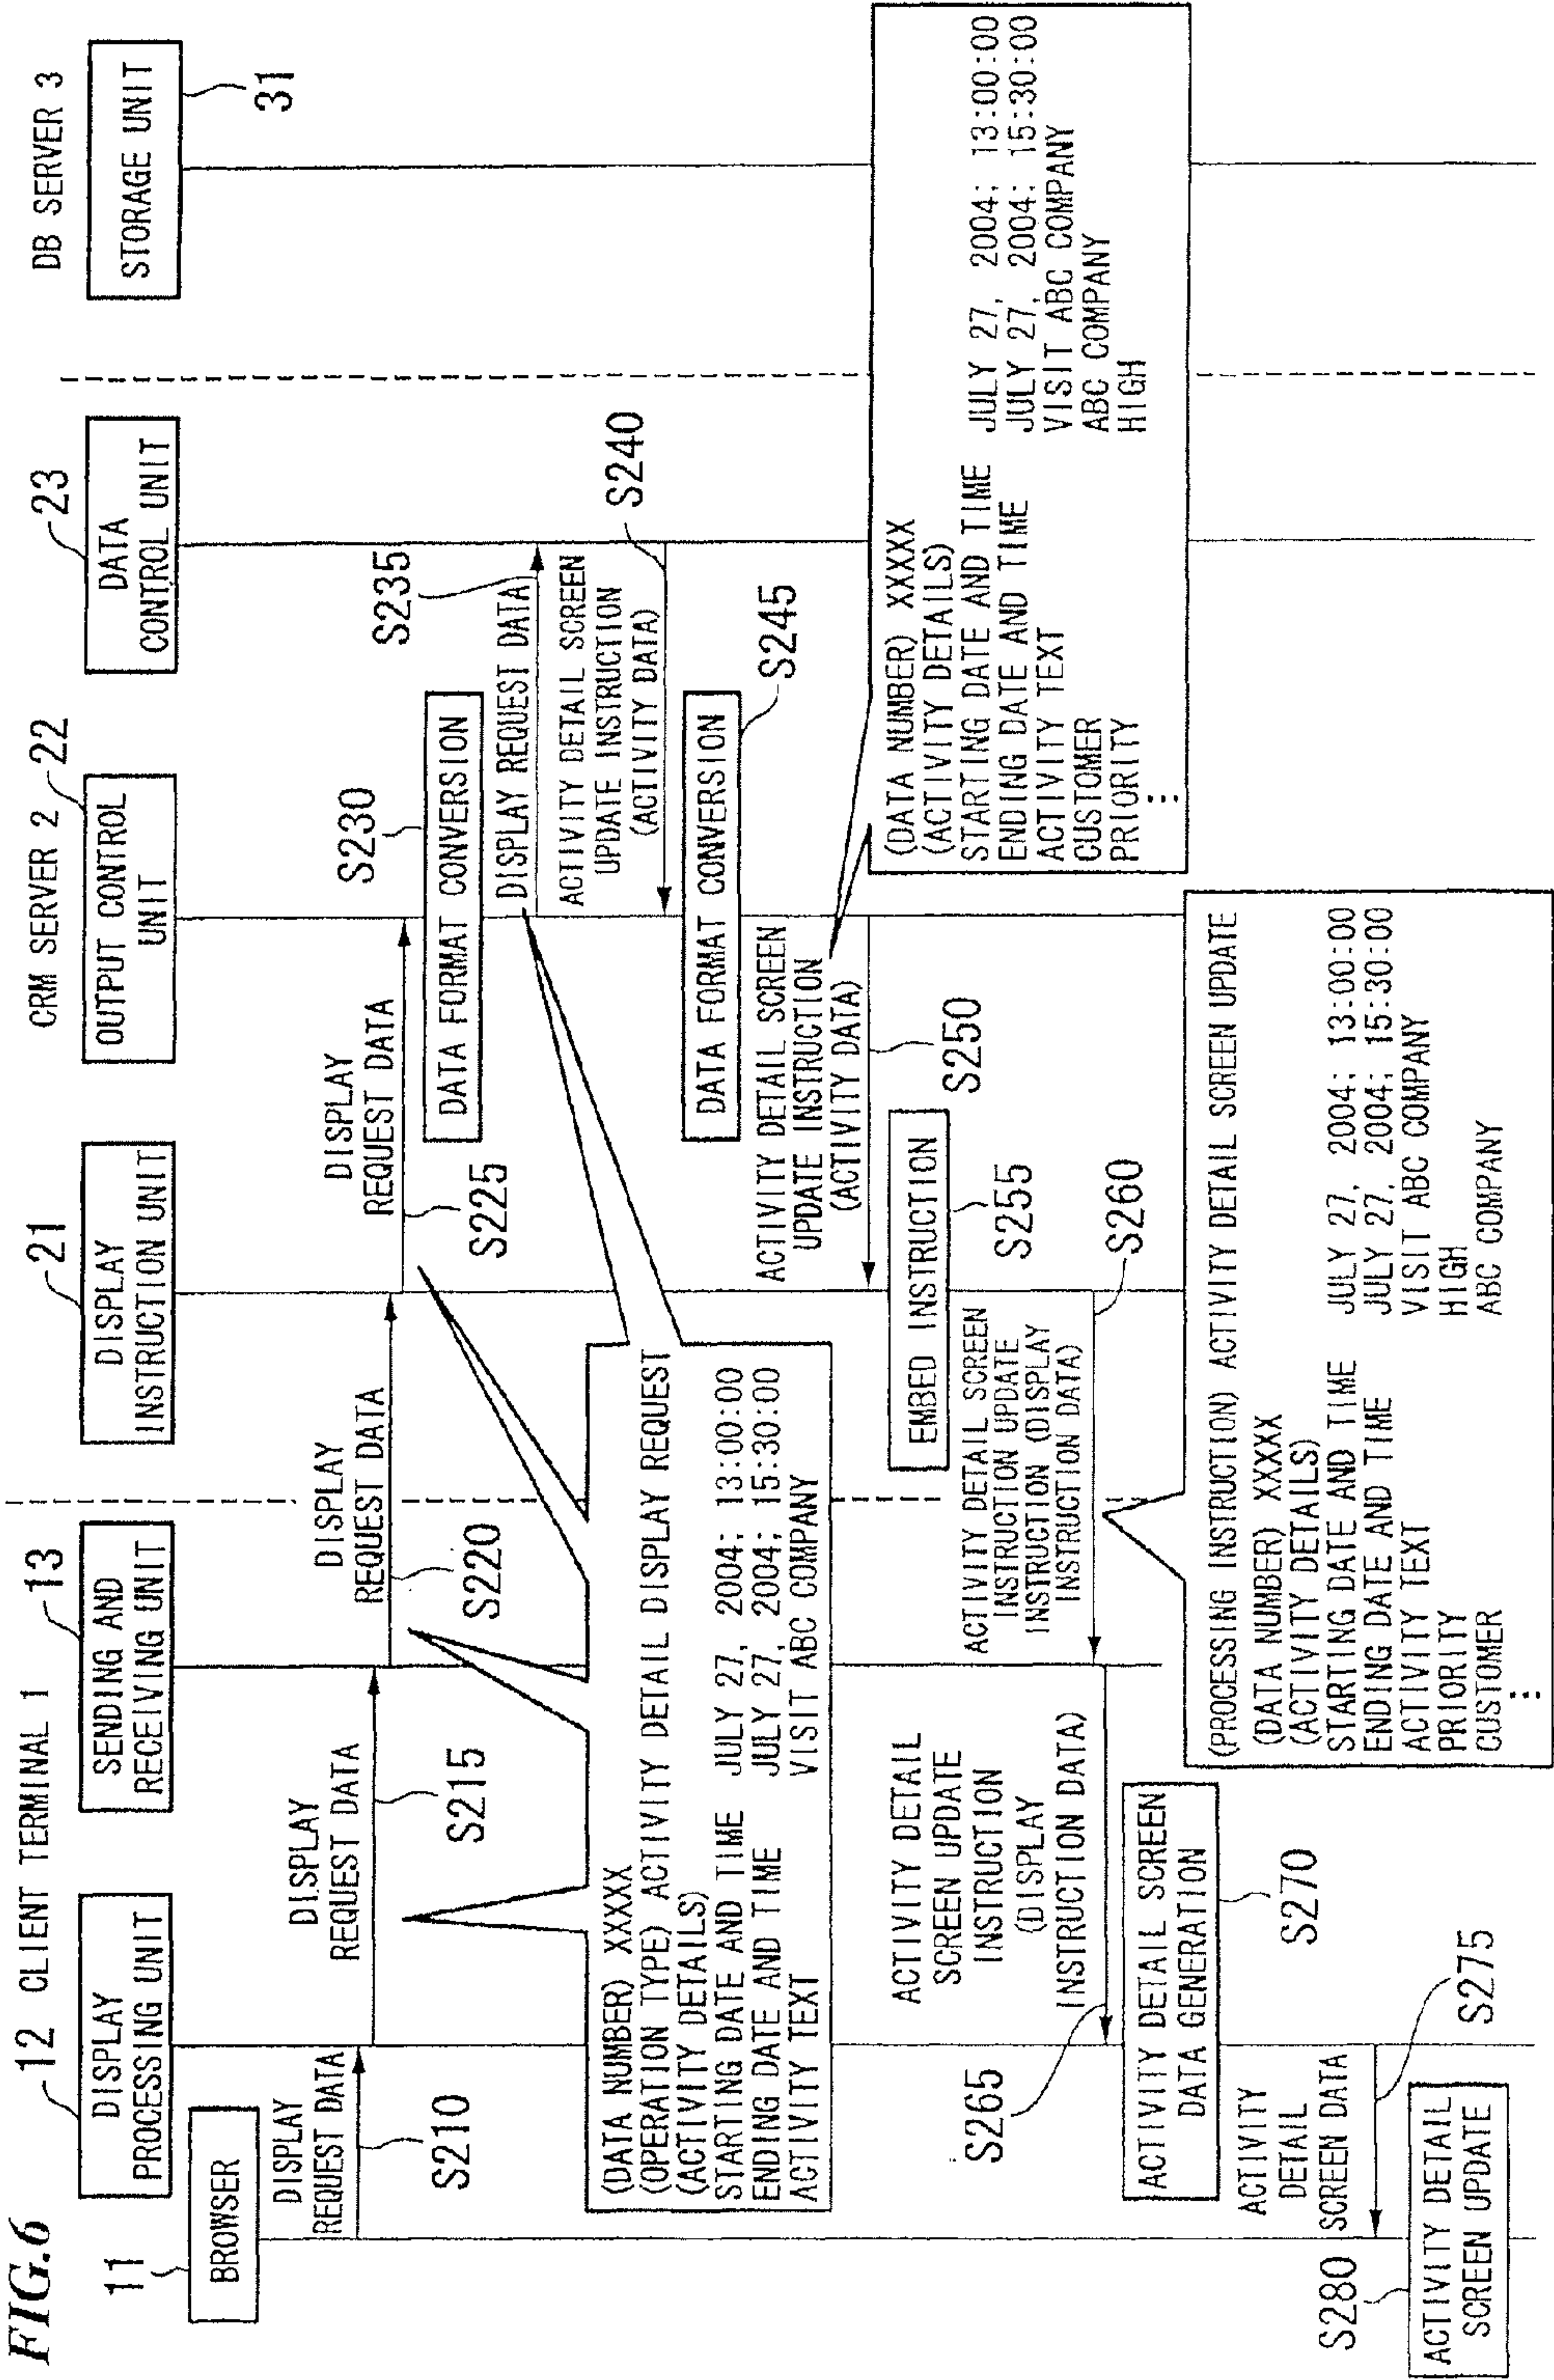 FIG.6
12 CLIENT TERMINAL 1
CRM SERVER 2
DB SERVER 3
11
BROWSER
DISPLAY
PROCESSING UNIT
13
SENDING AND
RECEIVING UNIT
21
DISPLAY
INSTRUCTION UNIT
22
OUTPUT CONTROL
UNIT
23
DATA
CONTROL UNIT
STORAGE UNIT
31
DISPLAY
REQUEST DATA
S210
DISPLAY
REQUEST DATA
S215
DISPLAY
REQUEST DATA
S220
DISPLAY
REQUEST DATA
S225
S230
DATA FORMAT CONVERSION
S235
DISPLAY REQUEST DATA
ACTIVITY DETAIL SCREEN
UPDATE INSTRUCTION
(ACTIVITY DATA)
S240
DATA FORMAT CONVERSION
S245
(DATA NUMBER) XXXXX
(OPERATION TYPE) ACTIVITY DETAIL DISPLAY REQUEST
(ACTIVITY DETAILS)
STARTING DATE AND TIME JULY 27, 2004; 13:00:00
ENDING DATE AND TIME JULY 27, 2004; 15:30:00
ACTIVITY TEXT VISIT ABC COMPANY
ACTIVITY DETAIL SCREEN
UPDATE INSTRUCTION
(ACTIVITY DATA)
S250
(DATA NUMBER) XXXXX
(ACTIVITY DETAILS)
STARTING DATE AND TIME JULY 27, 2004; 13:00:00
ENDING DATE AND TIME JULY 27, 2004; 15:30:00
ACTIVITY TEXT VISIT ABC COMPANY
CUSTOMER ABC COMPANY
PRIORITY HIGH
⋮
EMBED INSTRUCTION
S255
ACTIVITY DETAIL SCREEN
INSTRUCTION UPDATE
INSTRUCTION (DISPLAY
INSTRUCTION DATA)
S260
ACTIVITY DETAIL
SCREEN UPDATE
INSTRUCTION
(DISPLAY
INSTRUCTION DATA)
S265
(PROCESSING INSTRUCTION) ACTIVITY DETAIL SCREEN UPDATE
(DATA NUMBER) XXXXX
(ACTIVITY DETAILS)
STARTING DATE AND TIME JULY 27, 2004; 13:00:00
ENDING DATE AND TIME JULY 27, 2004; 15:30:00
ACTIVITY TEXT VISIT ABC COMPANY
PRIORITY HIGH
CUSTOMER ABC COMPANY
⋮
ACTIVITY DETAIL SCREEN
DATA GENERATION
S270
ACTIVITY
DETAIL
SCREEN DATA
S275
S280
ACTIVITY DETAIL
SCREEN UPDATE